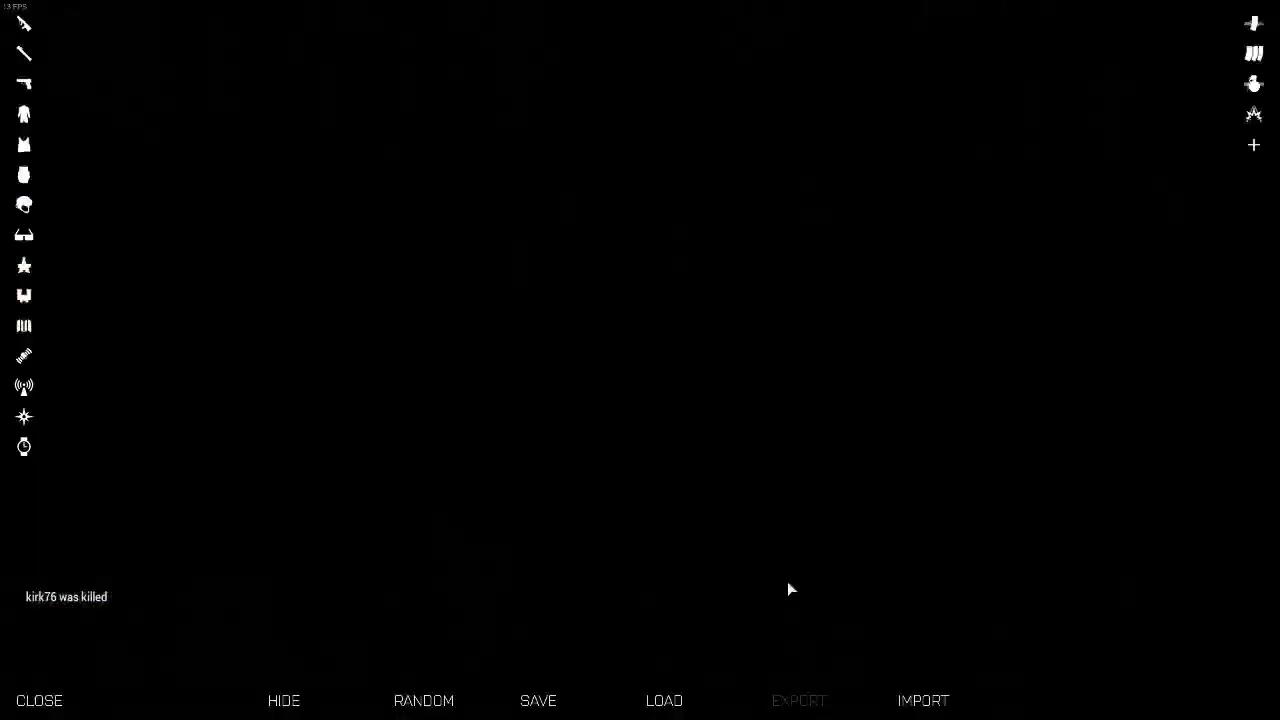 kirk76 was killed
CLOSE
HIDE
RANDOM
SAVE
LOAD
EXPORT
IMPORT